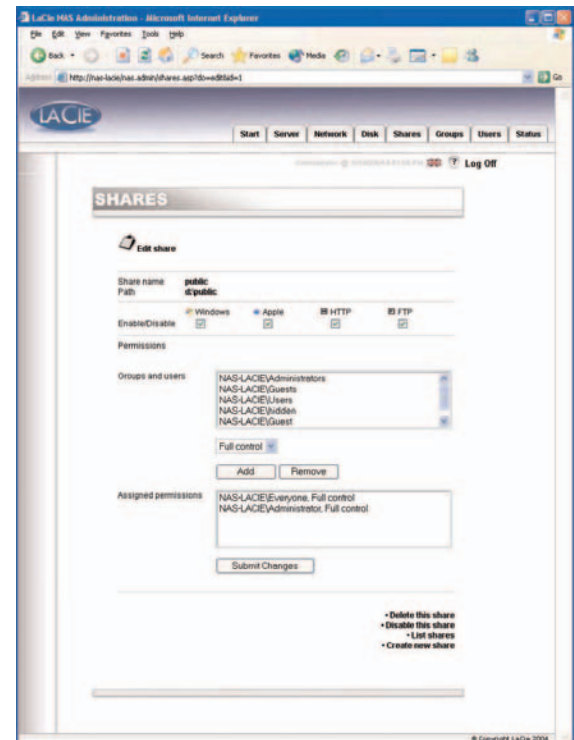 LaCie NAS Administration - Microsoft Internet Explorer
File Edit View Favorites Tools Help
Back Search Favorites Media
Address http://nas-lacie/nas.admin/shares.asp?do=edit&id=1 Go
LACIE
Start Server Network Disk Shares Groups Users Status
? Log Off
SHARES
Edit share
Share name public
Path d:\public
Windows Apple HTTP FTP
Enable/Disable
Permissions
Groups and users
NAS-LACIE\Administrators
NAS-LACIE\Guests
NAS-LACIE\Users
NAS-LACIE\hidden
NAS-LACIE\Guest
Full control
Add Remove
Assigned permissions
NAS-LACIE\Everyone, Full control
NAS-LACIE\Administrator, Full control
Submit Changes
• Delete this share
• Disable this share
• List shares
• Create new share
© Copyright LaCie 2004